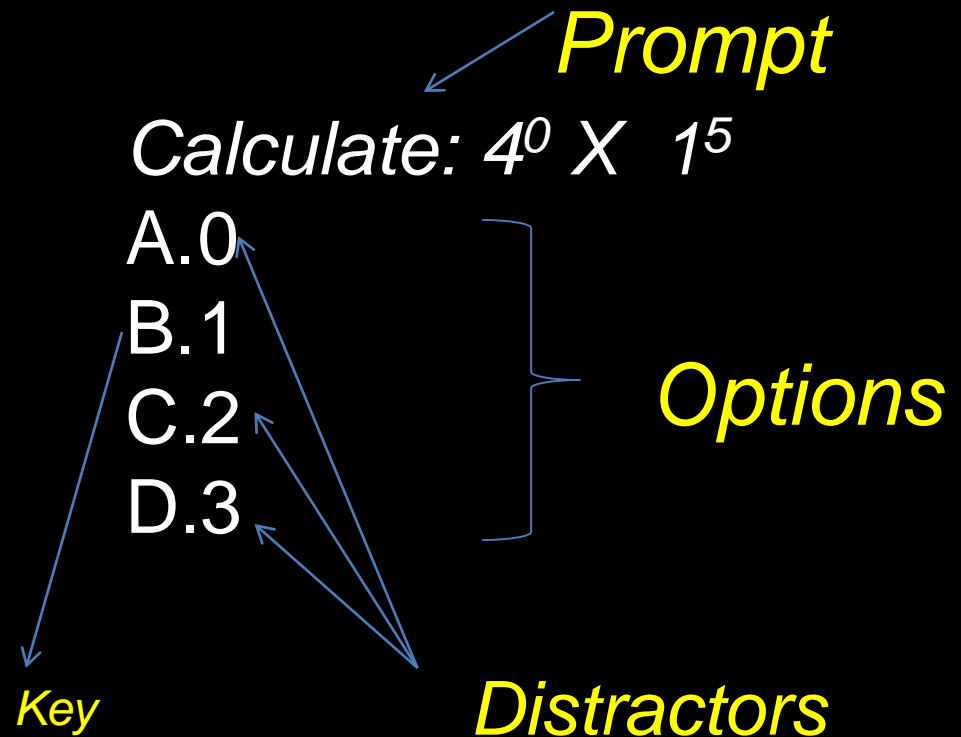 Prompt
Calculate: 4⁰ X 1⁵
A.0
B.1
C.2
D.3
Options
Key
Distractors